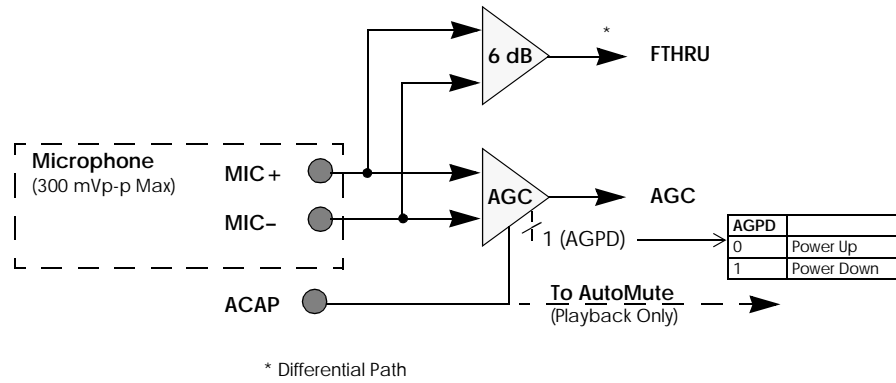 *
6 dB
FTHRU
Microphone
(300 mVp-p Max)
MIC+
MIC–
AGC
AGC
1 (AGPD)
AGPD
0 Power Up
1 Power Down
ACAP
To AutoMute
(Playback Only)
* Differential Path